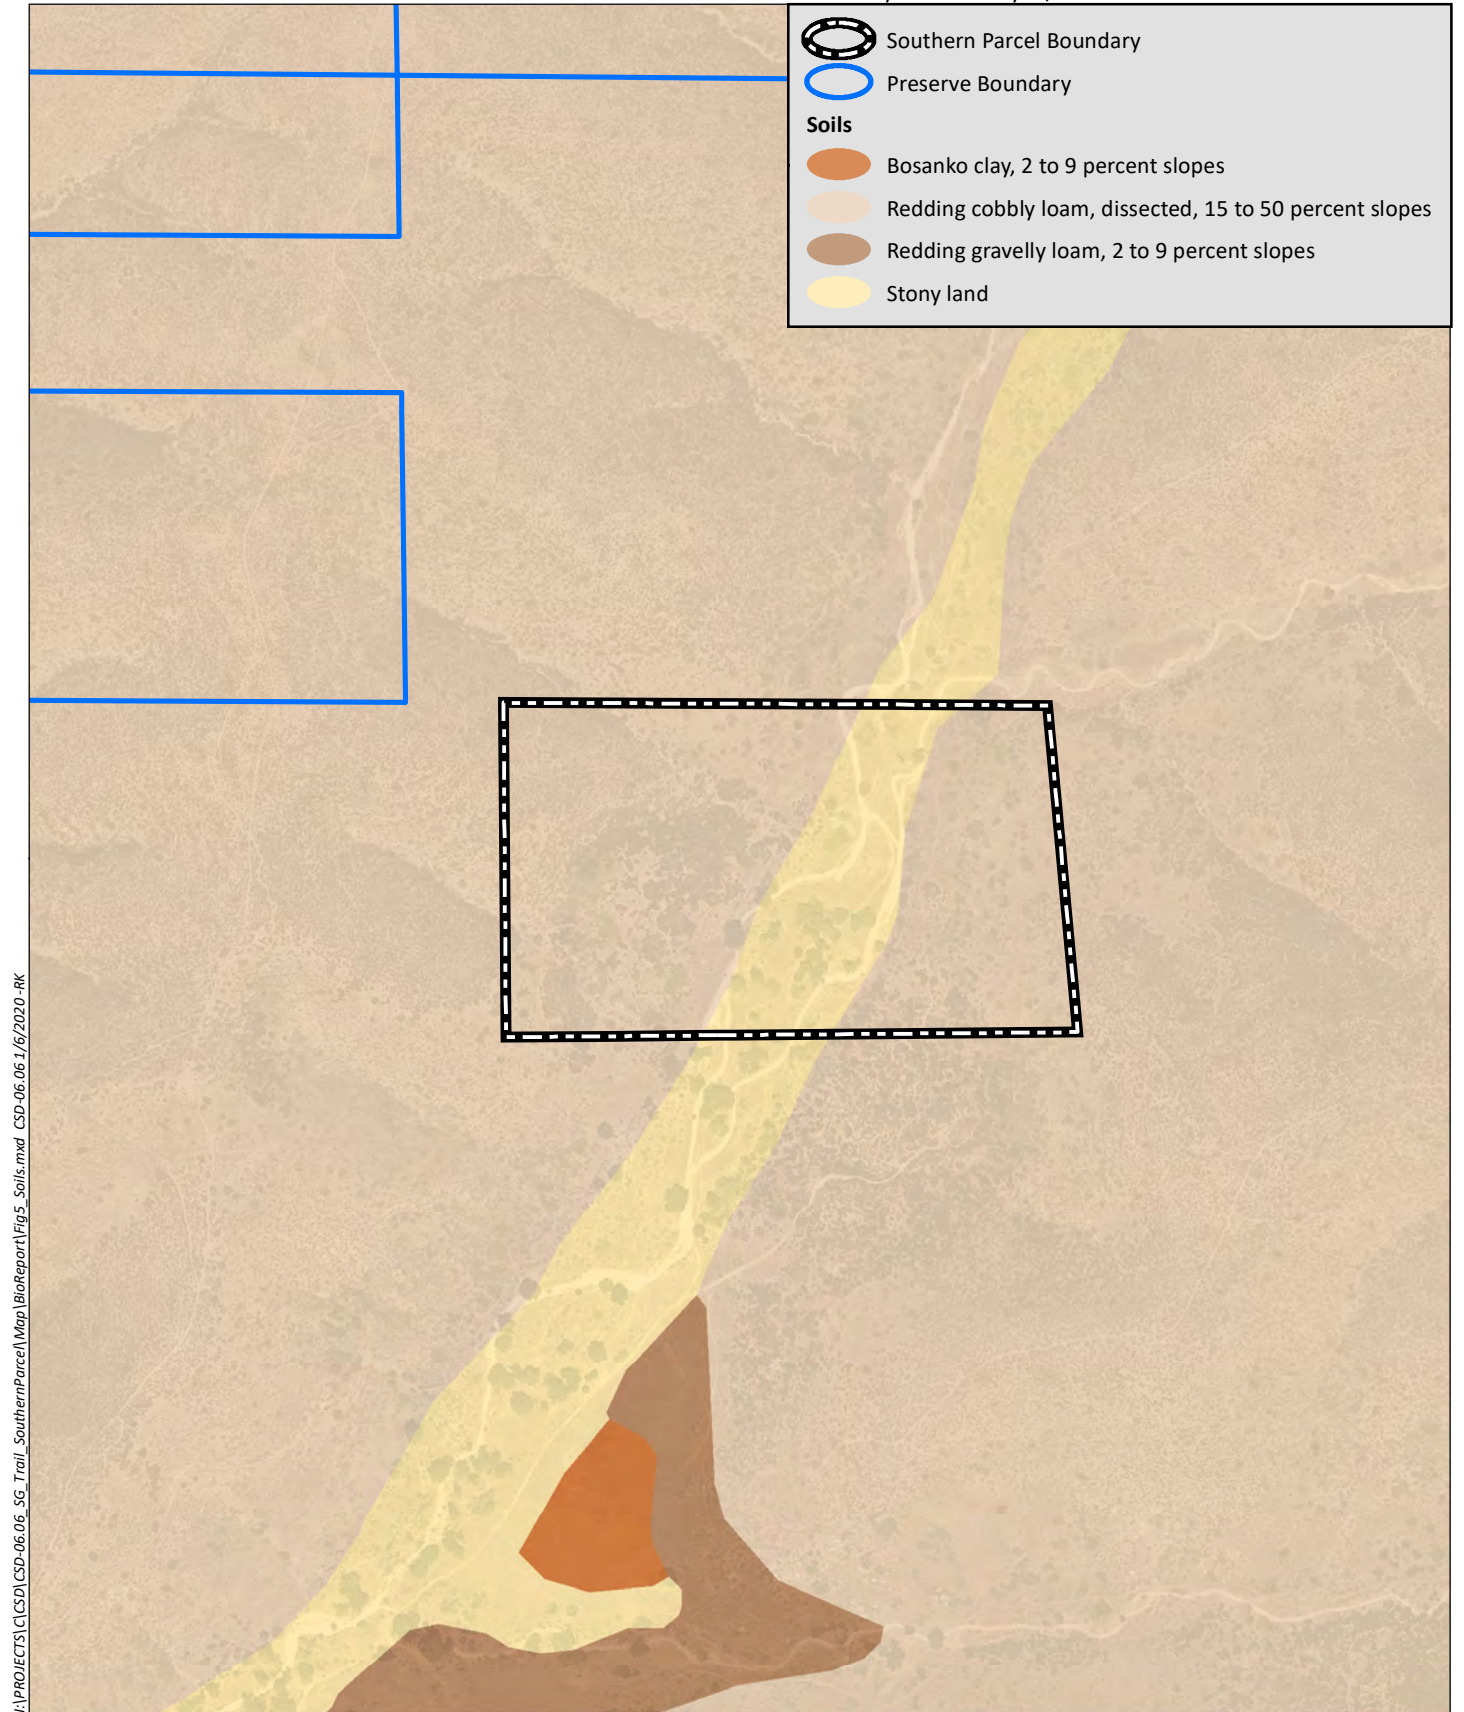 Southern Parcel Boundary
Preserve Boundary
Soils
Bosanko clay, 2 to 9 percent slopes
Redding cobbly loam, dissected, 15 to 50 percent slopes
Redding gravelly loam, 2 to 9 percent slopes
Stony land
I:\PROJECTS\C\CSD\CSD-06.06_SG_Trail_SouthernParcel\Map\BioReport\Fig5_Soils.mxd CSD-06.06 1/6/2020 -RK